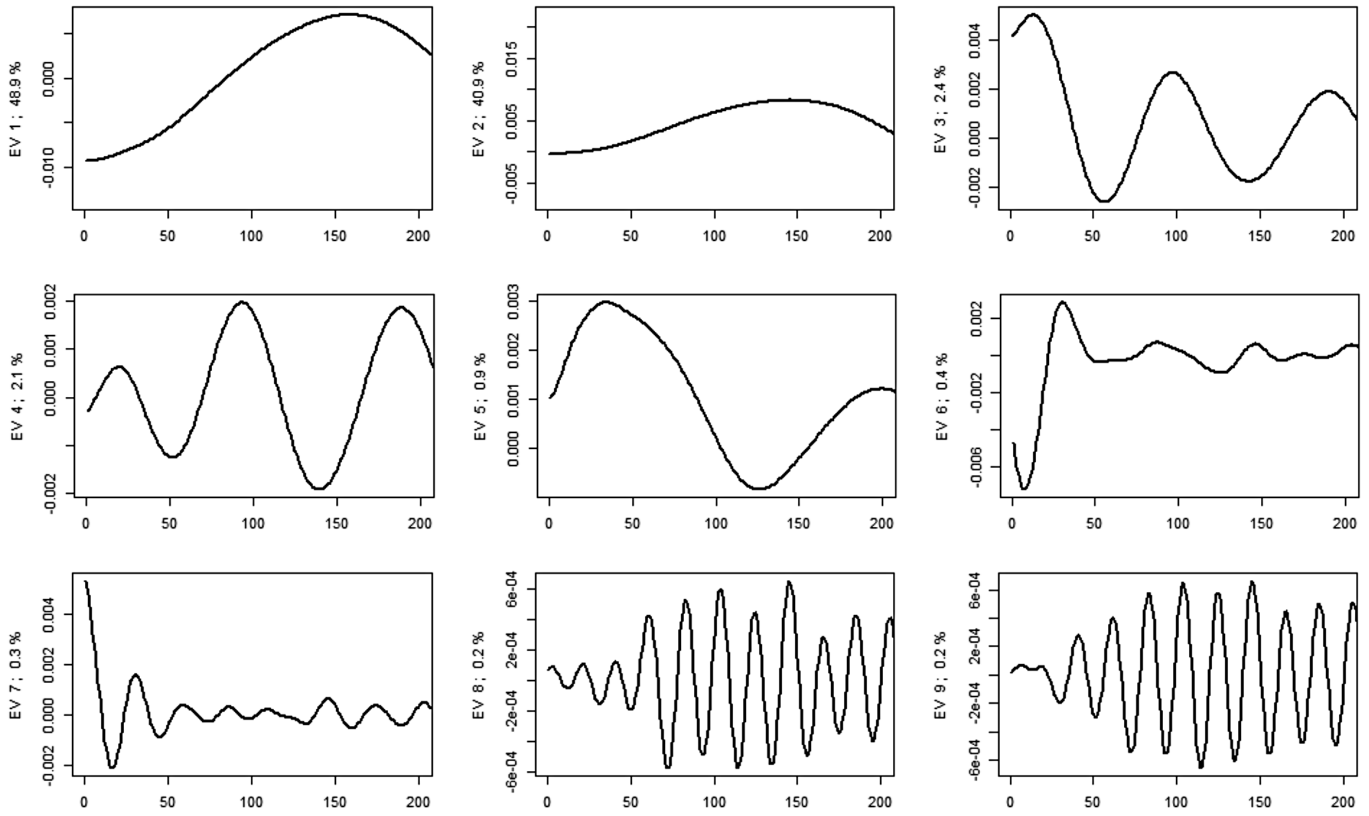 EV 1 ; 48.9 %
0.000
-0.010
0 50 100 150 200
EV 2 ; 40.9 %
0.015
0.005
-0.005
0 50 100 150 200
EV 3 ; 2.4 %
0.004
0.002
0.000
-0.002
0 50 100 150 200
EV 4 ; 2.1 %
0.002
0.001
0.000
-0.002
0 50 100 150 200
EV 5 ; 0.9 %
0.003
0.002
0.001
0.000
0 50 100 150 200
EV 6 ; 0.4 %
0.002
-0.002
-0.006
0 50 100 150 200
EV 7 ; 0.3 %
0.004
0.002
0.000
-0.002
0 50 100 150 200
EV 8 ; 0.2 %
6e-04
2e-04
-2e-04
-6e-04
0 50 100 150 200
EV 9 ; 0.2 %
6e-04
2e-04
-2e-04
-6e-04
0 50 100 150 200